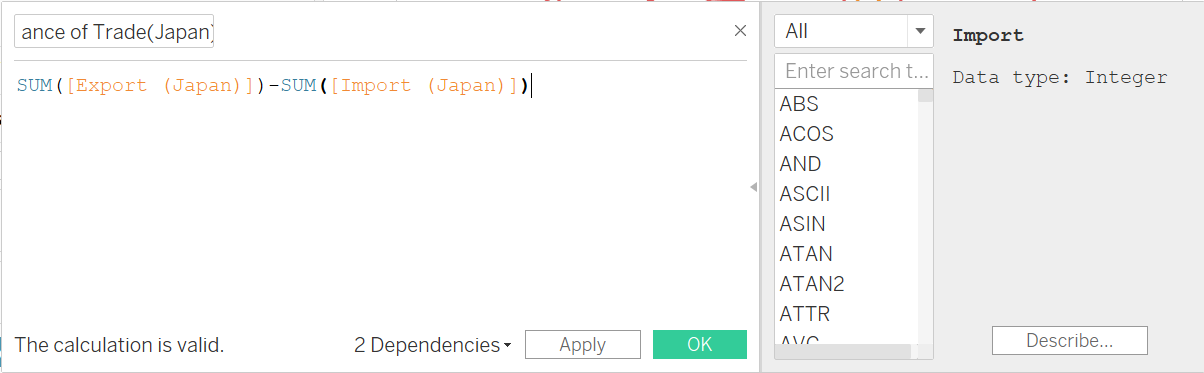 ance of Trade(Japan)
SUM([Export (Japan)])-SUM([Import (Japan)])
The calculation is valid.
2 Dependencies
Apply
OK
All
Enter search t...
ABS
ACOS
AND
ASCII
ASIN
ATAN
ATAN2
ATTR
AVG
Import
Data type: Integer
Describe...